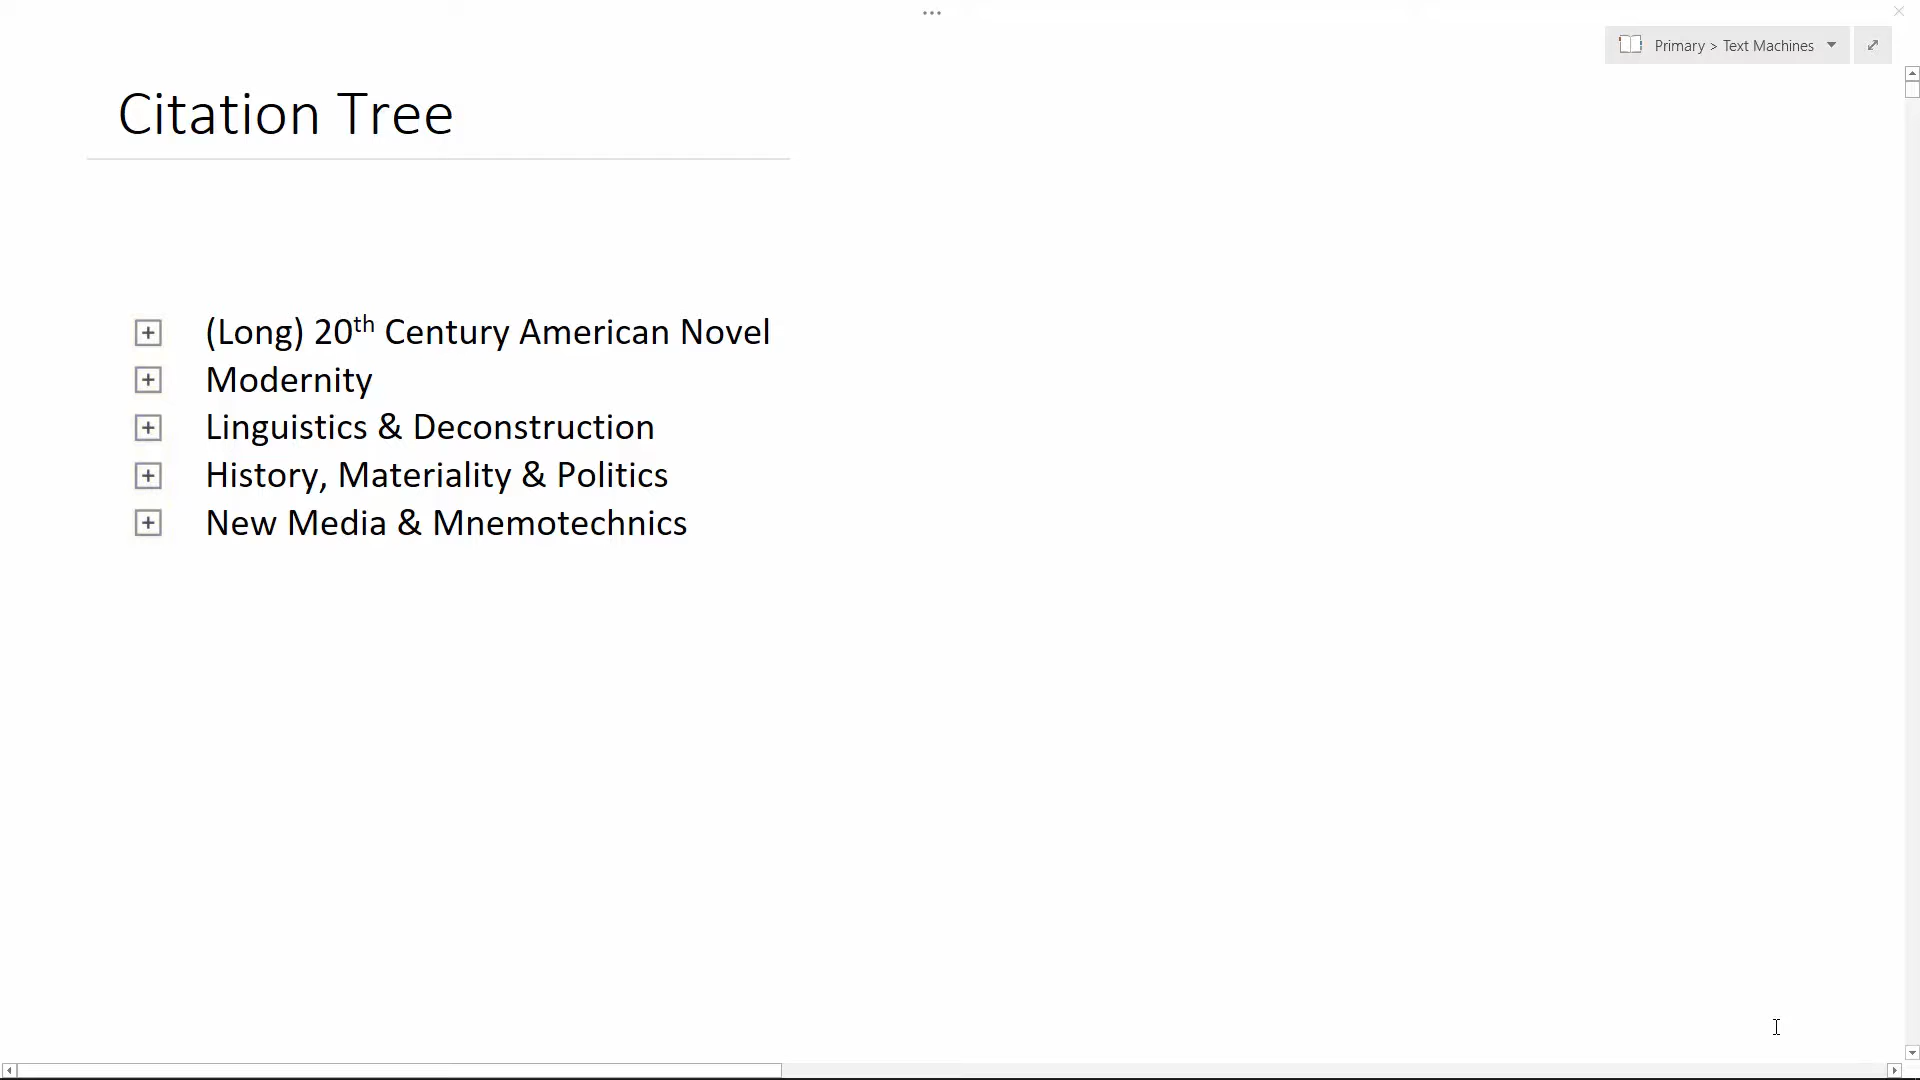 ...
Primary > Text Machines
Citation Tree
(Long) 20th Century American Novel
Modernity
Linguistics & Deconstruction
History, Materiality & Politics
New Media & Mnemotechnics